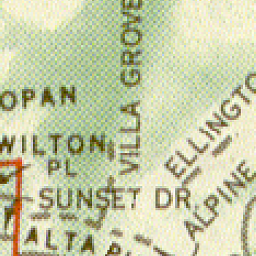 OPAN
VILLA GROVE
WILTON
PL
ELLINGTO
SUNSET DR
ALPINE
ALTA